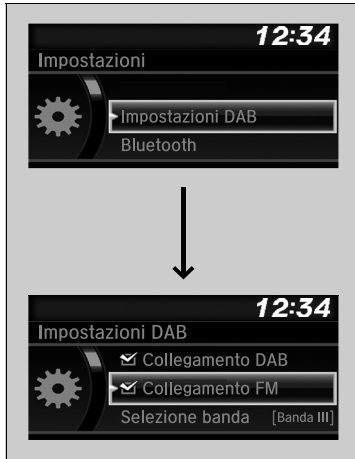 12:34
Impostazioni
Impostazioni DAB
Bluetooth
12:34
Impostazioni DAB
Collegamento DAB
Collegamento FM
Selezione banda [Banda III]